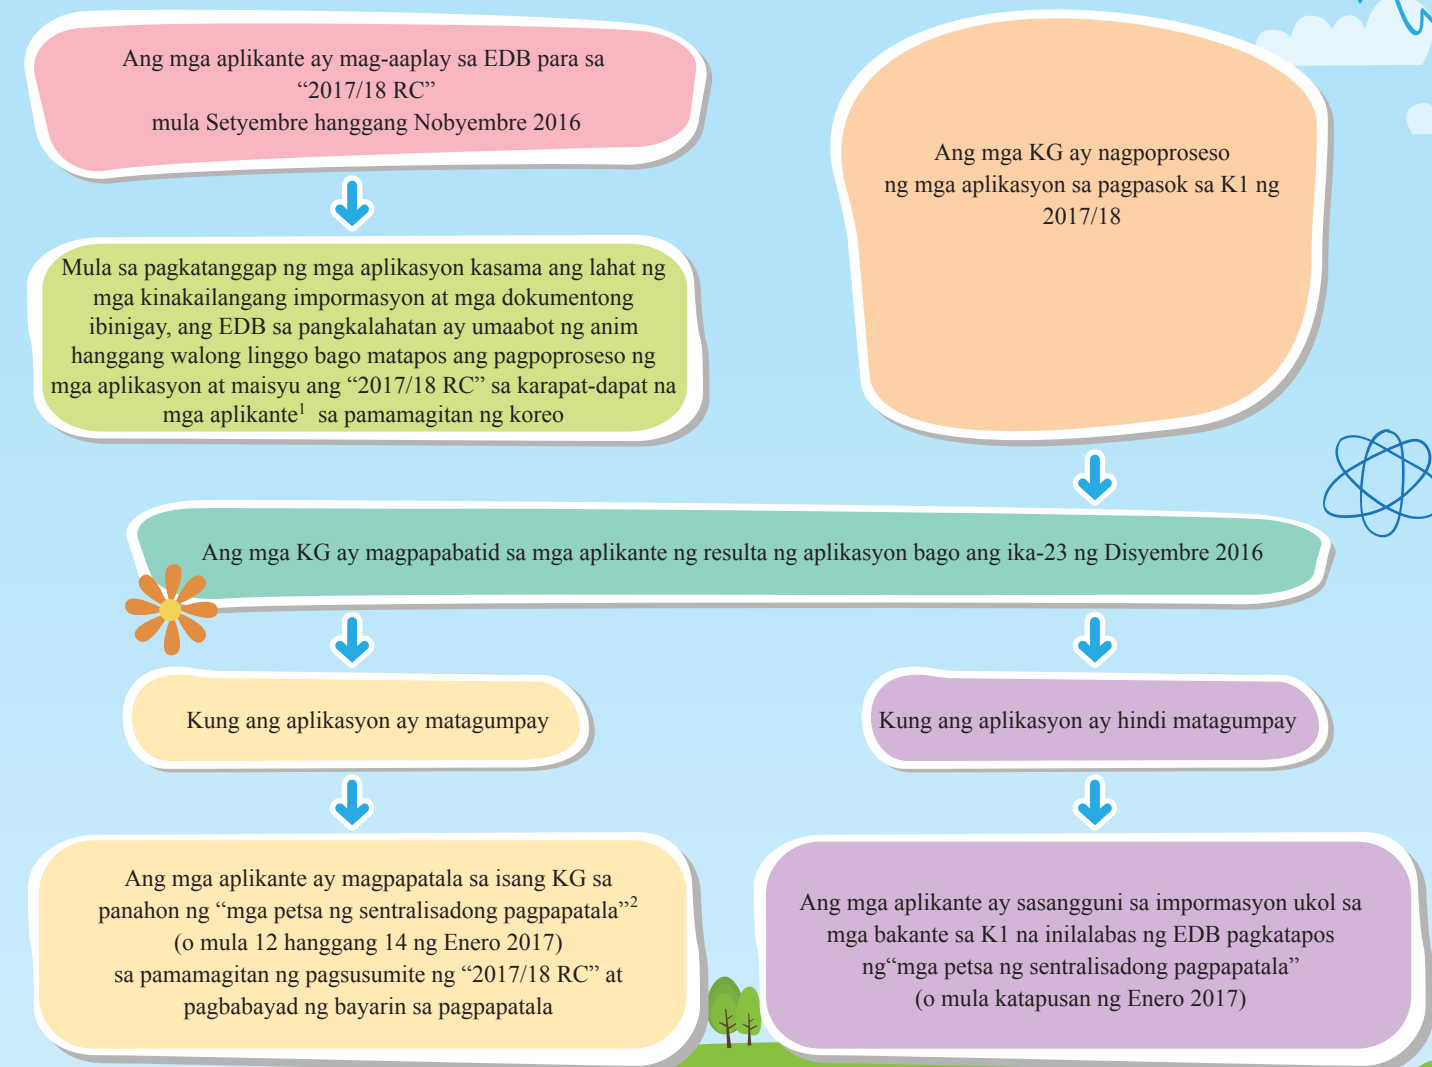 Ang mga aplikante ay mag-aaplay sa EDB para sa
“2017/18 RC”
mula Setyembre hanggang Nobyembre 2016
Mula sa pagkatanggap ng mga aplikasyon kasama ang lahat ng
mga kinakailangang impormasyon at mga dokumentong
ibinigay, ang EDB sa pangkalahatan ay umaabot ng anim
hanggang walong linggo bago matapos ang pagpoproseso ng
mga aplikasyon at maisyu ang “2017/18 RC” sa karapat-dapat na
mga aplikante1 sa pamamagitan ng koreo
Ang mga KG ay nagpoproseso
ng mga aplikasyon sa pagpasok sa K1 ng
2017/18
Ang mga KG ay magpapabatid sa mga aplikante ng resulta ng aplikasyon bago ang ika-23 ng Disyembre 2016
Kung ang aplikasyon ay matagumpay
Ang mga aplikante ay magpapatala sa isang KG sa
panahon ng “mga petsa ng sentralisadong pagpapatala”2
(o mula 12 hanggang 14 ng Enero 2017)
sa pamamagitan ng pagsusumite ng “2017/18 RC” at
pagbabayad ng bayarin sa pagpapatala
Kung ang aplikasyon ay hindi matagumpay
Ang mga aplikante ay sasangguni sa impormasyon ukol sa
mga bakante sa K1 na inilalabas ng EDB pagkatapos
ng“mga petsa ng sentralisadong pagpapatala”
(o mula katapusan ng Enero 2017)